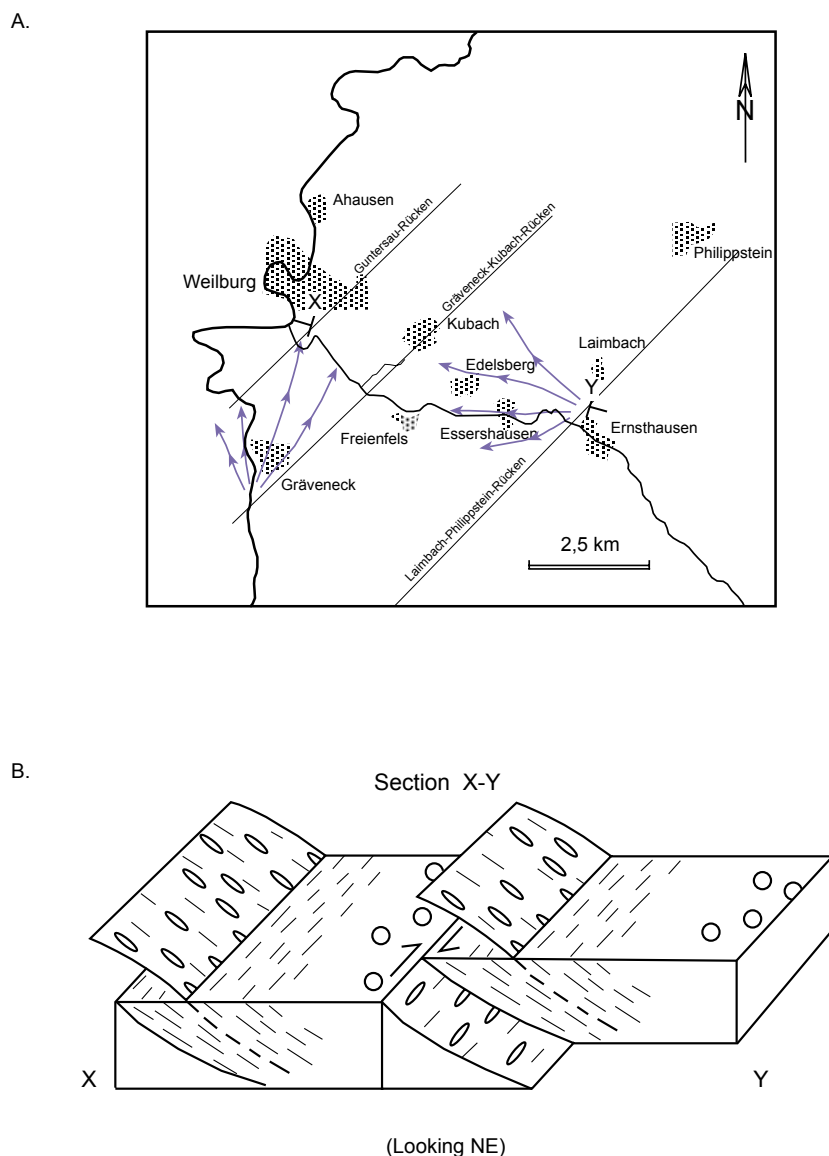 A.
N
Ahausen
Guntersau-Rücken
Gräveneck-Kubach-Rücken
Philippstein
Weilburg
X
Kubach
Laimbach
Edelsberg
Y
Freienfels
Essershausen
Ernsthausen
Gräveneck
Laimbach-Philippstein-Rücken
2,5 km
B.
Section X-Y
X
Y
(Looking NE)